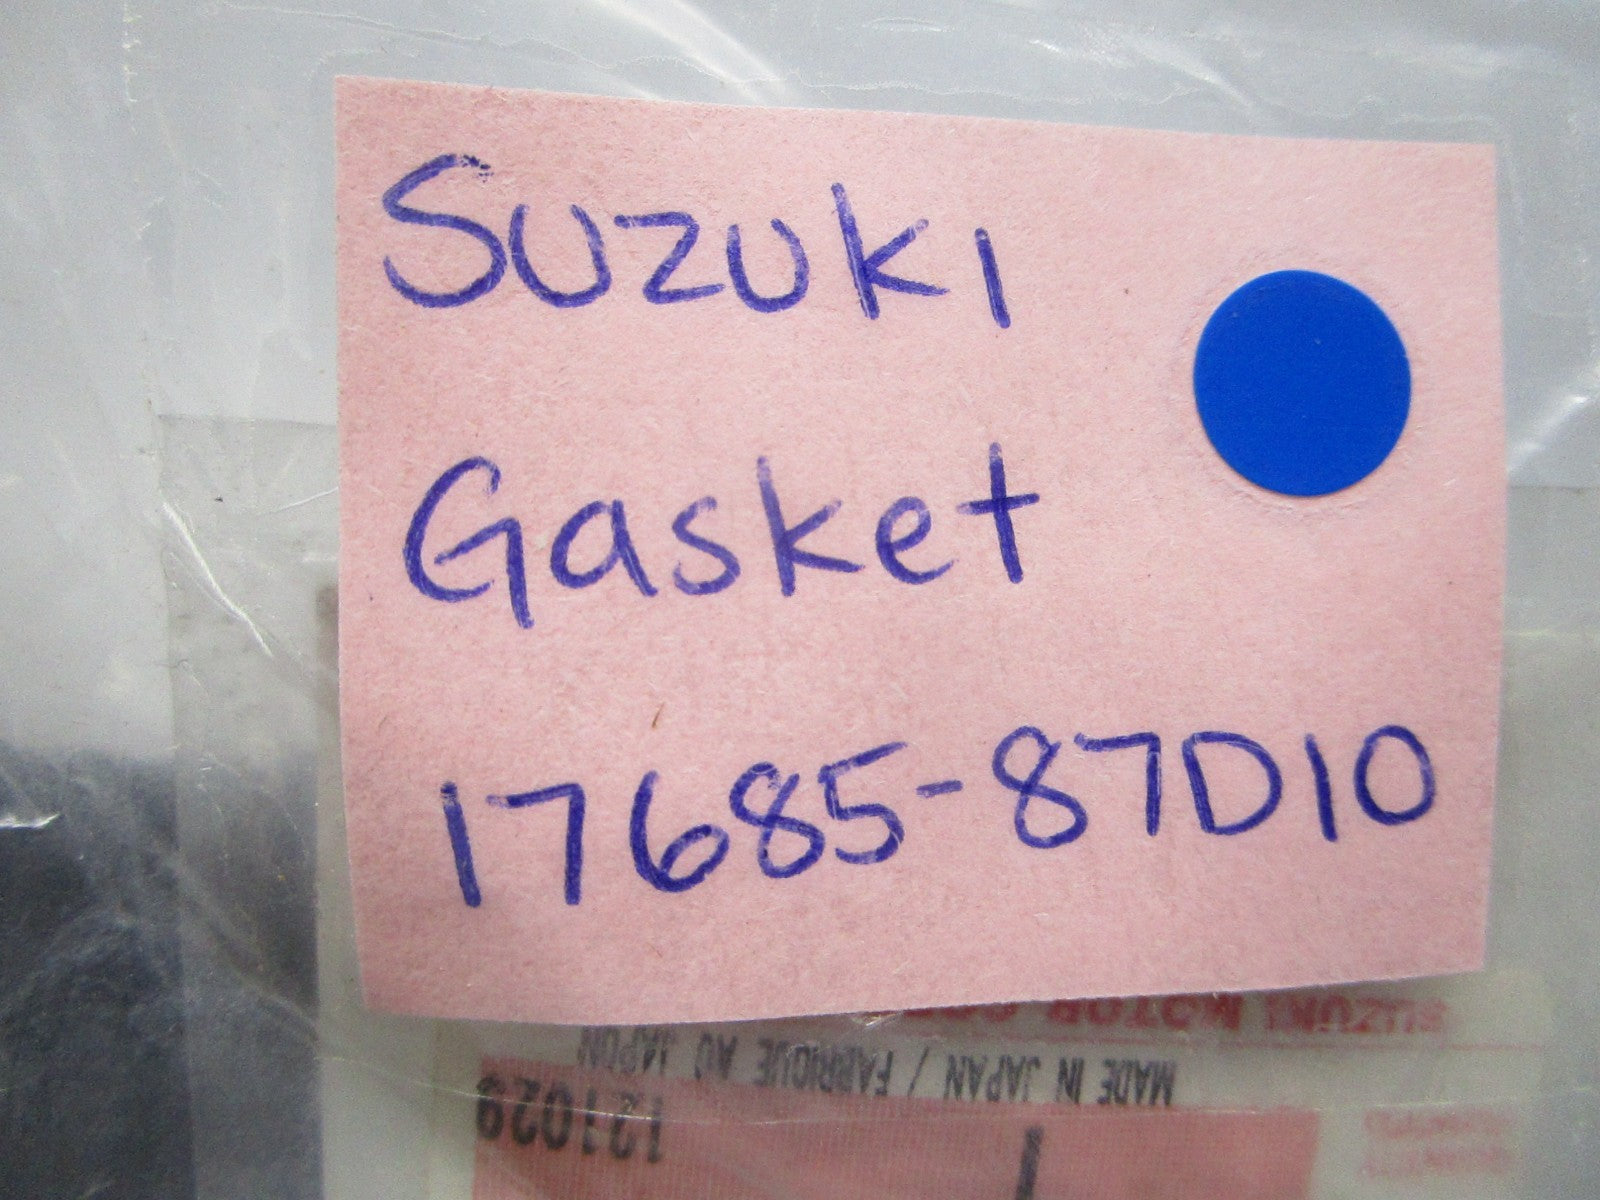 Suzuki
Gasket
17685-87D10
SUZUKI MOTOR
MADE IN JAPAN / FABRIQUE AU JAPON
121029